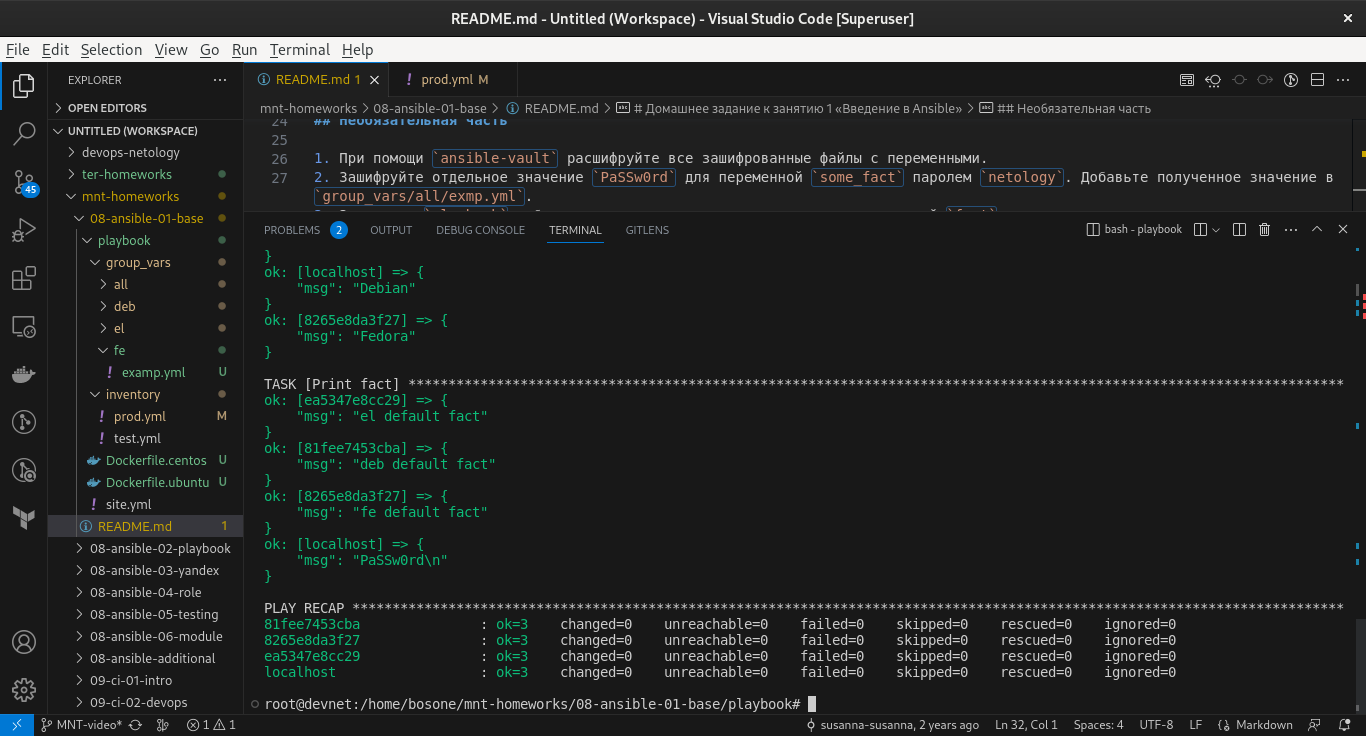 README.md - Untitled (Workspace) - Visual Studio Code [Superuser]
File Edit Selection View Go Run Terminal Help
EXPLORER
OPEN EDITORS
UNTITLED (WORKSPACE)
devops-netology
ter-homeworks
mnt-homeworks
08-ansible-01-base
playbook
group_vars
all
deb
el
fe
examp.yml U
inventory
prod.yml M
test.yml
Dockerfile.centos U
Dockerfile.ubuntu U
site.yml
README.md 1
08-ansible-02-playbook
08-ansible-03-yandex
08-ansible-04-role
08-ansible-05-testing
08-ansible-06-module
08-ansible-additional
09-ci-01-intro
09-ci-02-devops
45
README.md 1 prod.yml M
mnt-homeworks > 08-ansible-01-base > README.md > # Домашнее задание к занятию 1 «Введение в Ansible» > ## Необязательная часть
24 ## Необязательная часть
25
26 1. При помощи `ansible-vault` расшифруйте все зашифрованные файлы с переменными.
27 2. Зашифруйте отдельное значение `PaSSw0rd` для переменной `some_fact` паролем `netology`. Добавьте полученное значение в
`group_vars/all/exmp.yml`.
PROBLEMS 2 OUTPUT DEBUG CONSOLE TERMINAL GITLENS bash - playbook
}
ok: [localhost] => {
    "msg": "Debian"
}
ok: [8265e8da3f27] => {
    "msg": "Fedora"
}
TASK [Print fact] *********************************************************************************************************************
ok: [ea5347e8cc29] => {
    "msg": "el default fact"
}
ok: [81fee7453cba] => {
    "msg": "deb default fact"
}
ok: [8265e8da3f27] => {
    "msg": "fe default fact"
}
ok: [localhost] => {
    "msg": "PaSSw0rd\n"
}
PLAY RECAP ****************************************************************************************************************************
81fee7453cba : ok=3 changed=0 unreachable=0 failed=0 skipped=0 rescued=0 ignored=0
8265e8da3f27 : ok=3 changed=0 unreachable=0 failed=0 skipped=0 rescued=0 ignored=0
ea5347e8cc29 : ok=3 changed=0 unreachable=0 failed=0 skipped=0 rescued=0 ignored=0
localhost : ok=3 changed=0 unreachable=0 failed=0 skipped=0 rescued=0 ignored=0
root@devnet:/home/bosone/mnt-homeworks/08-ansible-01-base/playbook#
MNT-video* 1 1 susanna-susanna, 2 years ago Ln 32, Col 1 Spaces: 4 UTF-8 LF Markdown